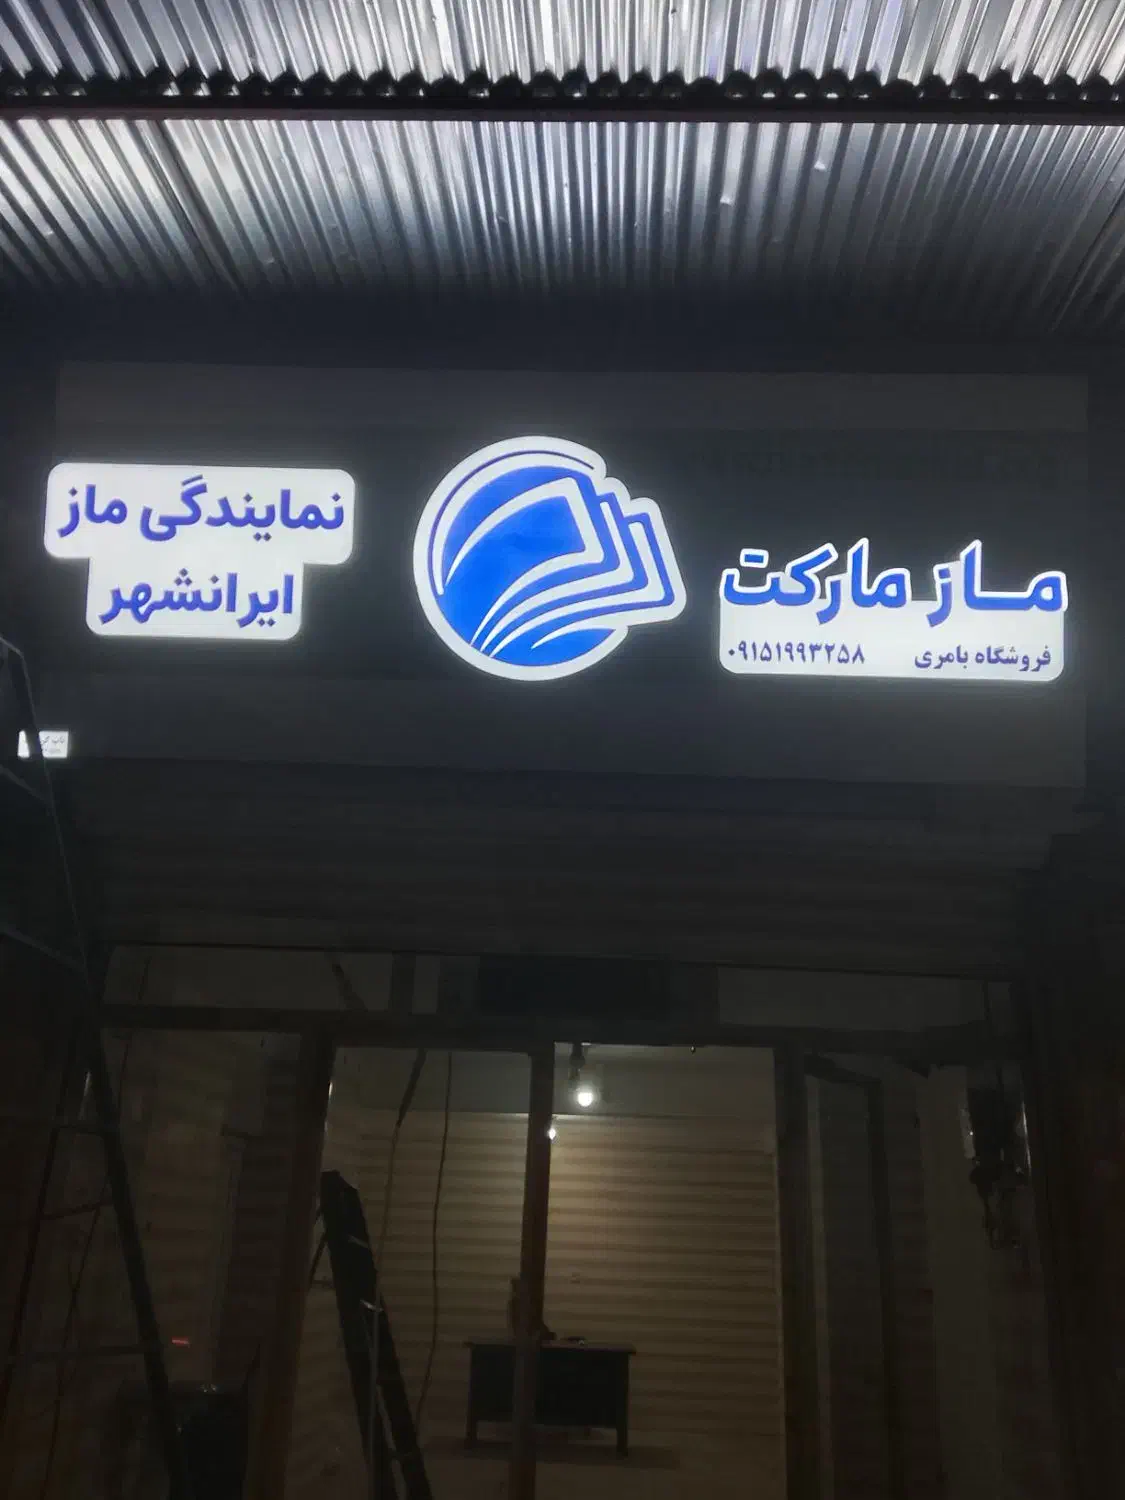 ماز مارکت
فروشگاه بامری ۰۹۱۵۱۹۹۳۲۵۸
نمایندگی ماز
ایرانشهر